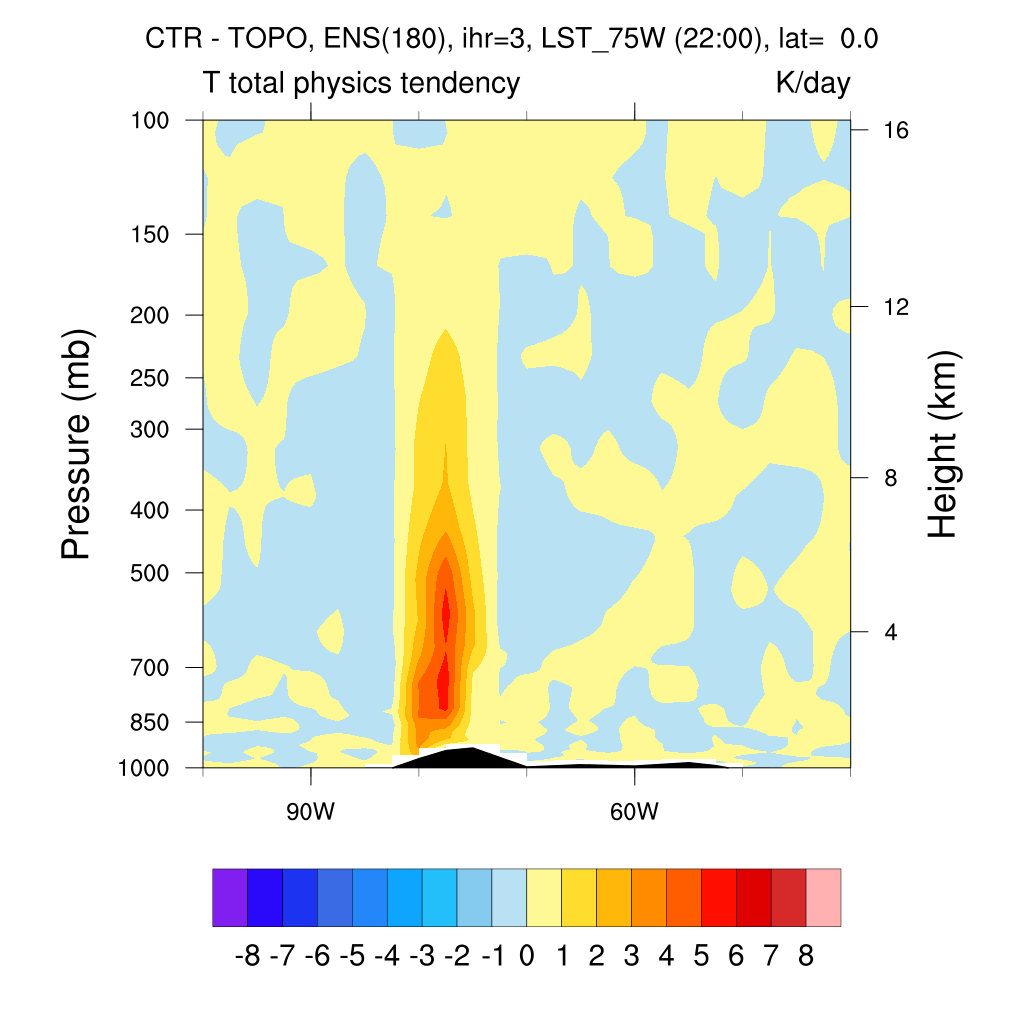 CTR - TOPO, ENS(180), ihr=3, LST_75W (22:00), lat=  0.0
T total physics tendency K/day
100
150
200
250
300
400
500
700
850
1000
Pressure (mb)
16
12
8
4
Height (km)
90W 60W
-8 -7 -6 -5 -4 -3 -2 -1 0 1 2 3 4 5 6 7 8